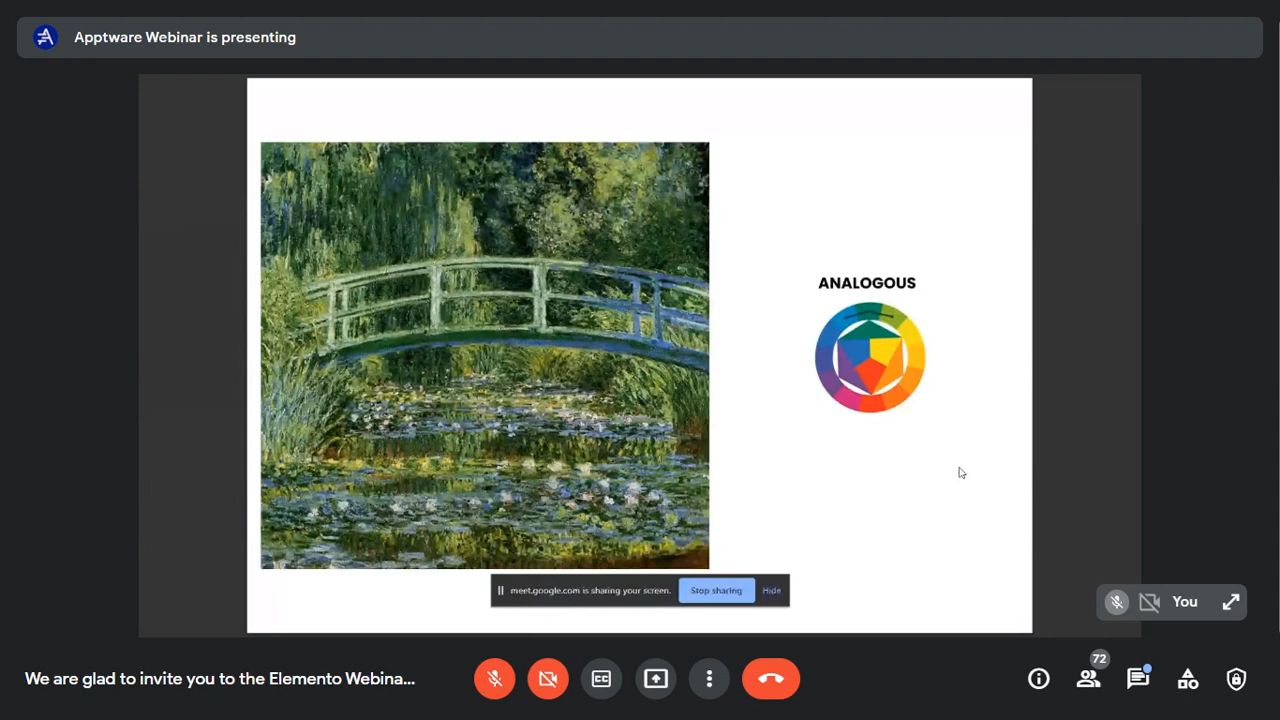 Apptware Webinar is presenting
ANALOGOUS
meet.google.com is sharing your screen. Stop sharing Hide
You
We are glad to invite you to the Elemento Webina...
CC
72